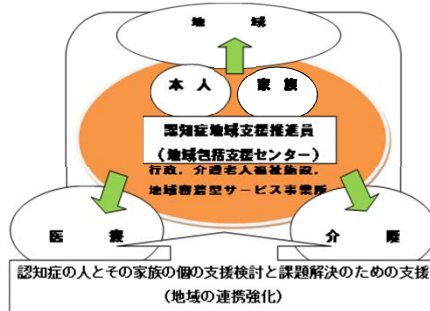 地　域
本　人
家　族
認知症地域支援推進員
（地域包括支援センター）
行政，介護老人福祉施設，
地域密着型サービス事業所
医　療
介　護
認知症の人とその家族の個の支援検討と課題解決のための支援
（地域の連携強化）